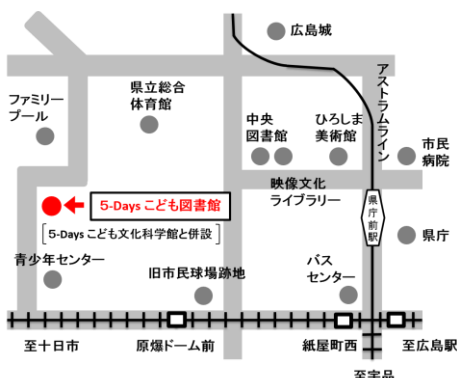 広島城
アストラムライン
県立総合
体育館
ファミリー
プール
中央
図書館
ひろしま
美術館
市民
病院
映像文化
ライブラリー
5-Days こども図書館
[5-Days こども文化科学館と併設]
県庁前駅
県庁
青少年センター
旧市民球場跡地
バス
センター
至十日市
原爆ドーム前
紙屋町西
至広島駅
至宇品